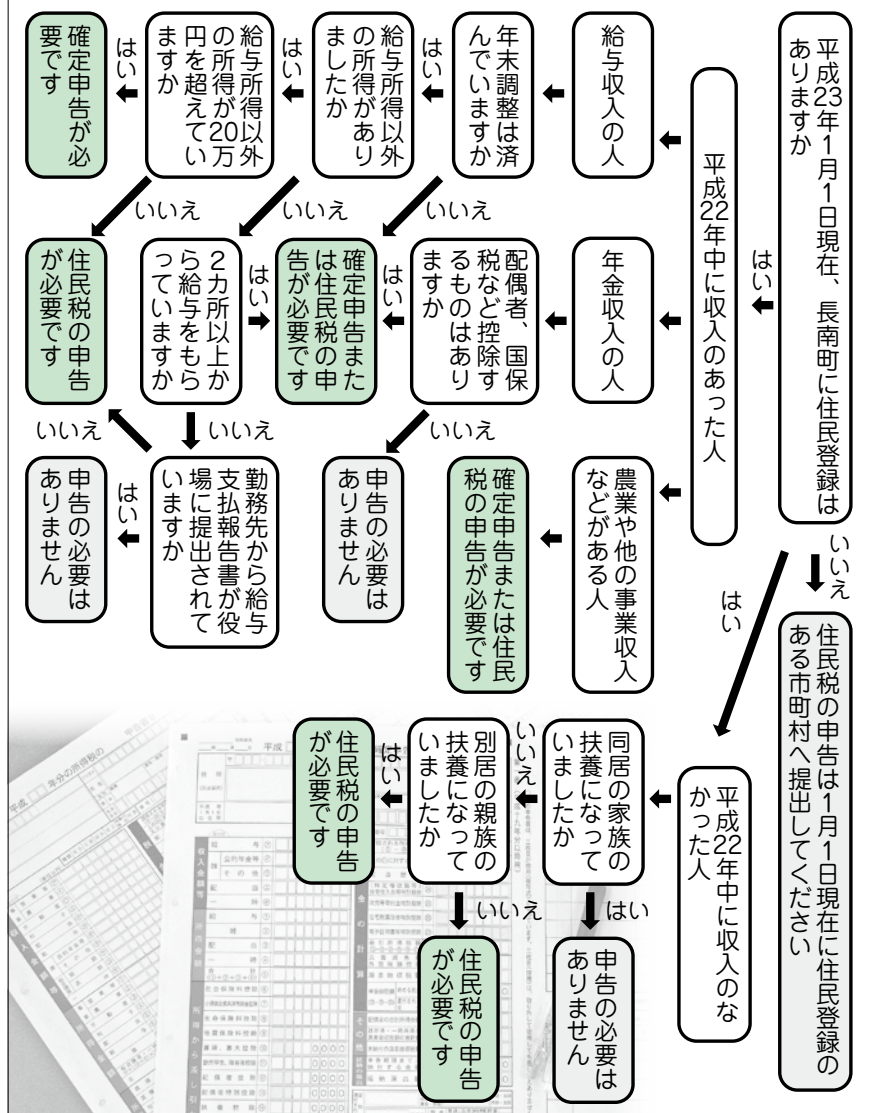 平成23年1月1日現在、長南町に住民登録は
ありますか
いいえ
住民税の申告は1月1日現在に住民登録の
ある市町村へ提出してください
はい
はい
平成22年中に収入のあった人
平成22年中に収入のな
かった人
給与収入の人
年金収入の人
農業や他の事業収入
などがある人
同居の家族の
扶養になって
いましたか
はい
申告の必要は
ありません
いいえ
年末調整は済
んでいますか
いいえ
はい
配偶者、国保
税など控除す
るものはあり
ますか
いいえ
はい
確定申告または住民
税の申告が必要です
別居の親族の
扶養になって
いましたか
いいえ
住民税の申告
が必要です
はい
給与所得以外
の所得があり
ましたか
いいえ
はい
確定申告また
は住民税の申
告が必要です
申告の必要は
ありません
住民税の申告
が必要です
給与所得以外
の所得が20万
円を超えてい
ますか
いいえ
はい
2カ所以上か
ら給与をもら
っていますか
はい
いいえ
勤務先から給与
支払報告書が役
場に提出されて
いますか
いいえ
はい
確定申告が必
要です
住民税の申告
が必要です
申告の必要は
ありません
平成
年分の所得税の